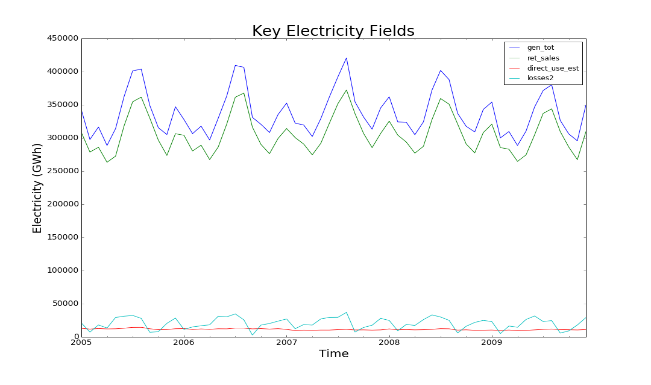 Key Electricity Fields
450000
400000
350000
300000
250000
200000
150000
100000
50000
0
Electricity (GWh)
gen_tot
ret_sales
direct_use_est
losses2
2005
2006
2007
2008
2009
Time